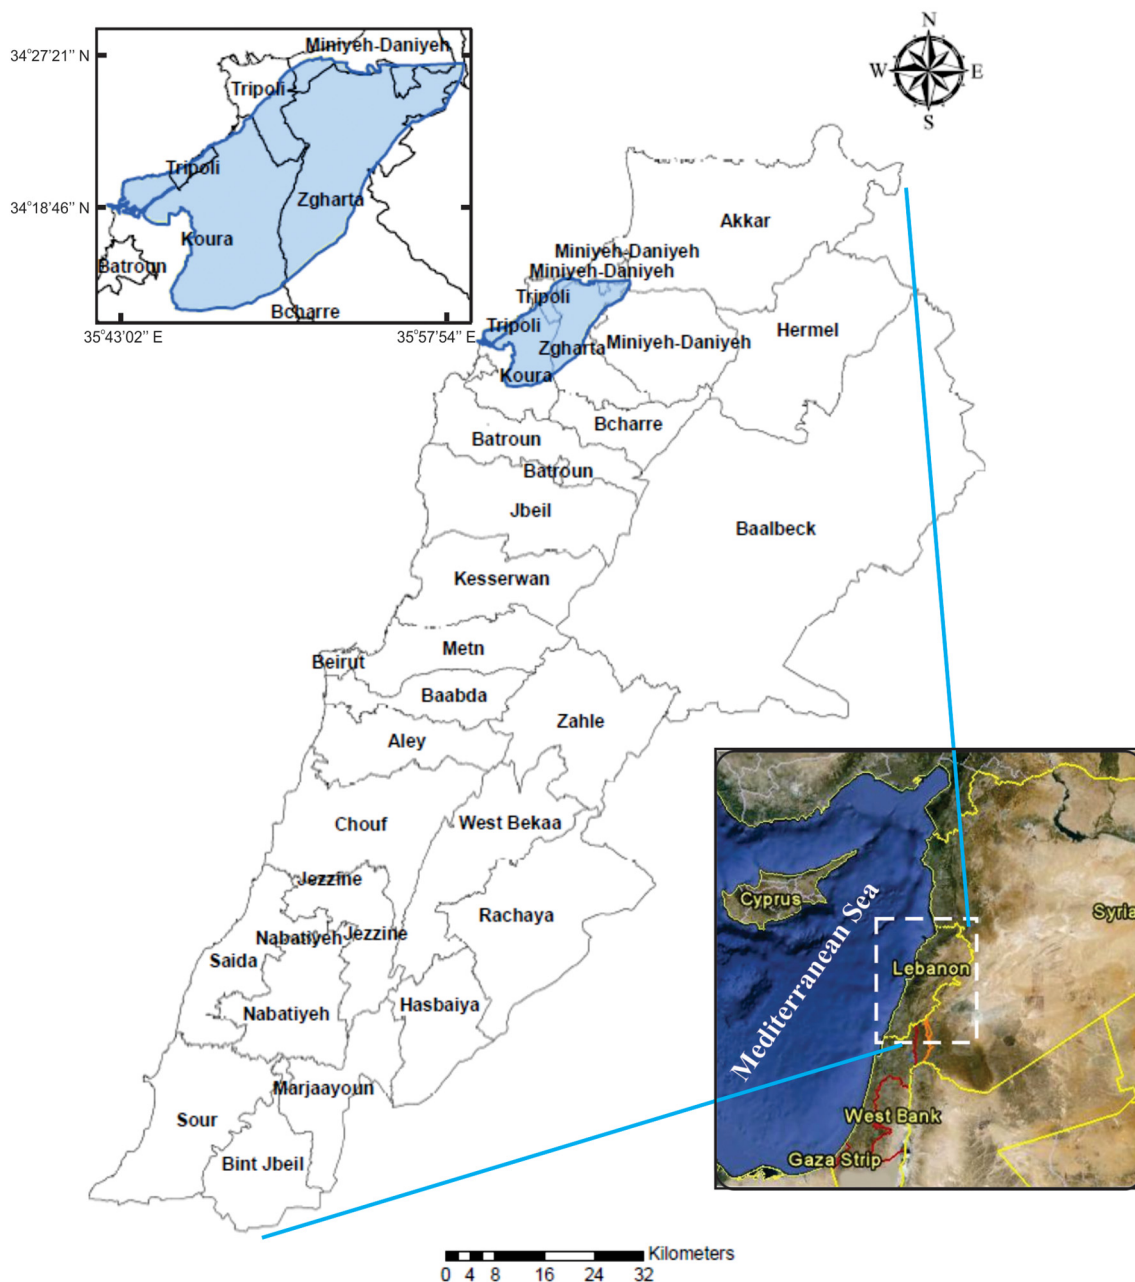 34°27'21" N
34°18'46" N
35°43'02" E
35°57'54" E
Miniyeh-Daniyeh
Tripoli
Tripoli
Zgharta
Koura
Batroun
Bcharre
N
W
E
S
Akkar
Miniyeh-Daniyeh
Miniyeh-Daniyeh
Tripoli
Hermel
Tripoli
Zgharta
Miniyeh-Daniyeh
Koura
Bcharre
Batroun
Batroun
Jbeil
Baalbeck
Kesserwan
Metn
Beirut
Baabda
Zahle
Aley
Chouf
West Bekaa
Jezzine
Rachaya
Nabatiyeh
Jezzine
Saida
Hasbaiya
Nabatiyeh
Marjaayoun
Sour
Bint Jbeil
Cyprus
Syria
Mediterranean Sea
Lebanon
West Bank
Gaza Strip
Kilometers
0 4 8 16 24 32